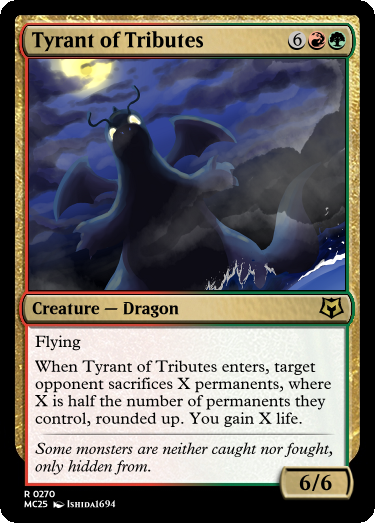 Tyrant of Tributes 6
Creature — Dragon
Flying
When Tyrant of Tributes enters, target
opponent sacrifices X permanents, where
X is half the number of permanents they
control, rounded up. You gain X life.
Some monsters are neither caught nor fought,
only hidden from.
6/6
R 0270
MC25 Ishida1694